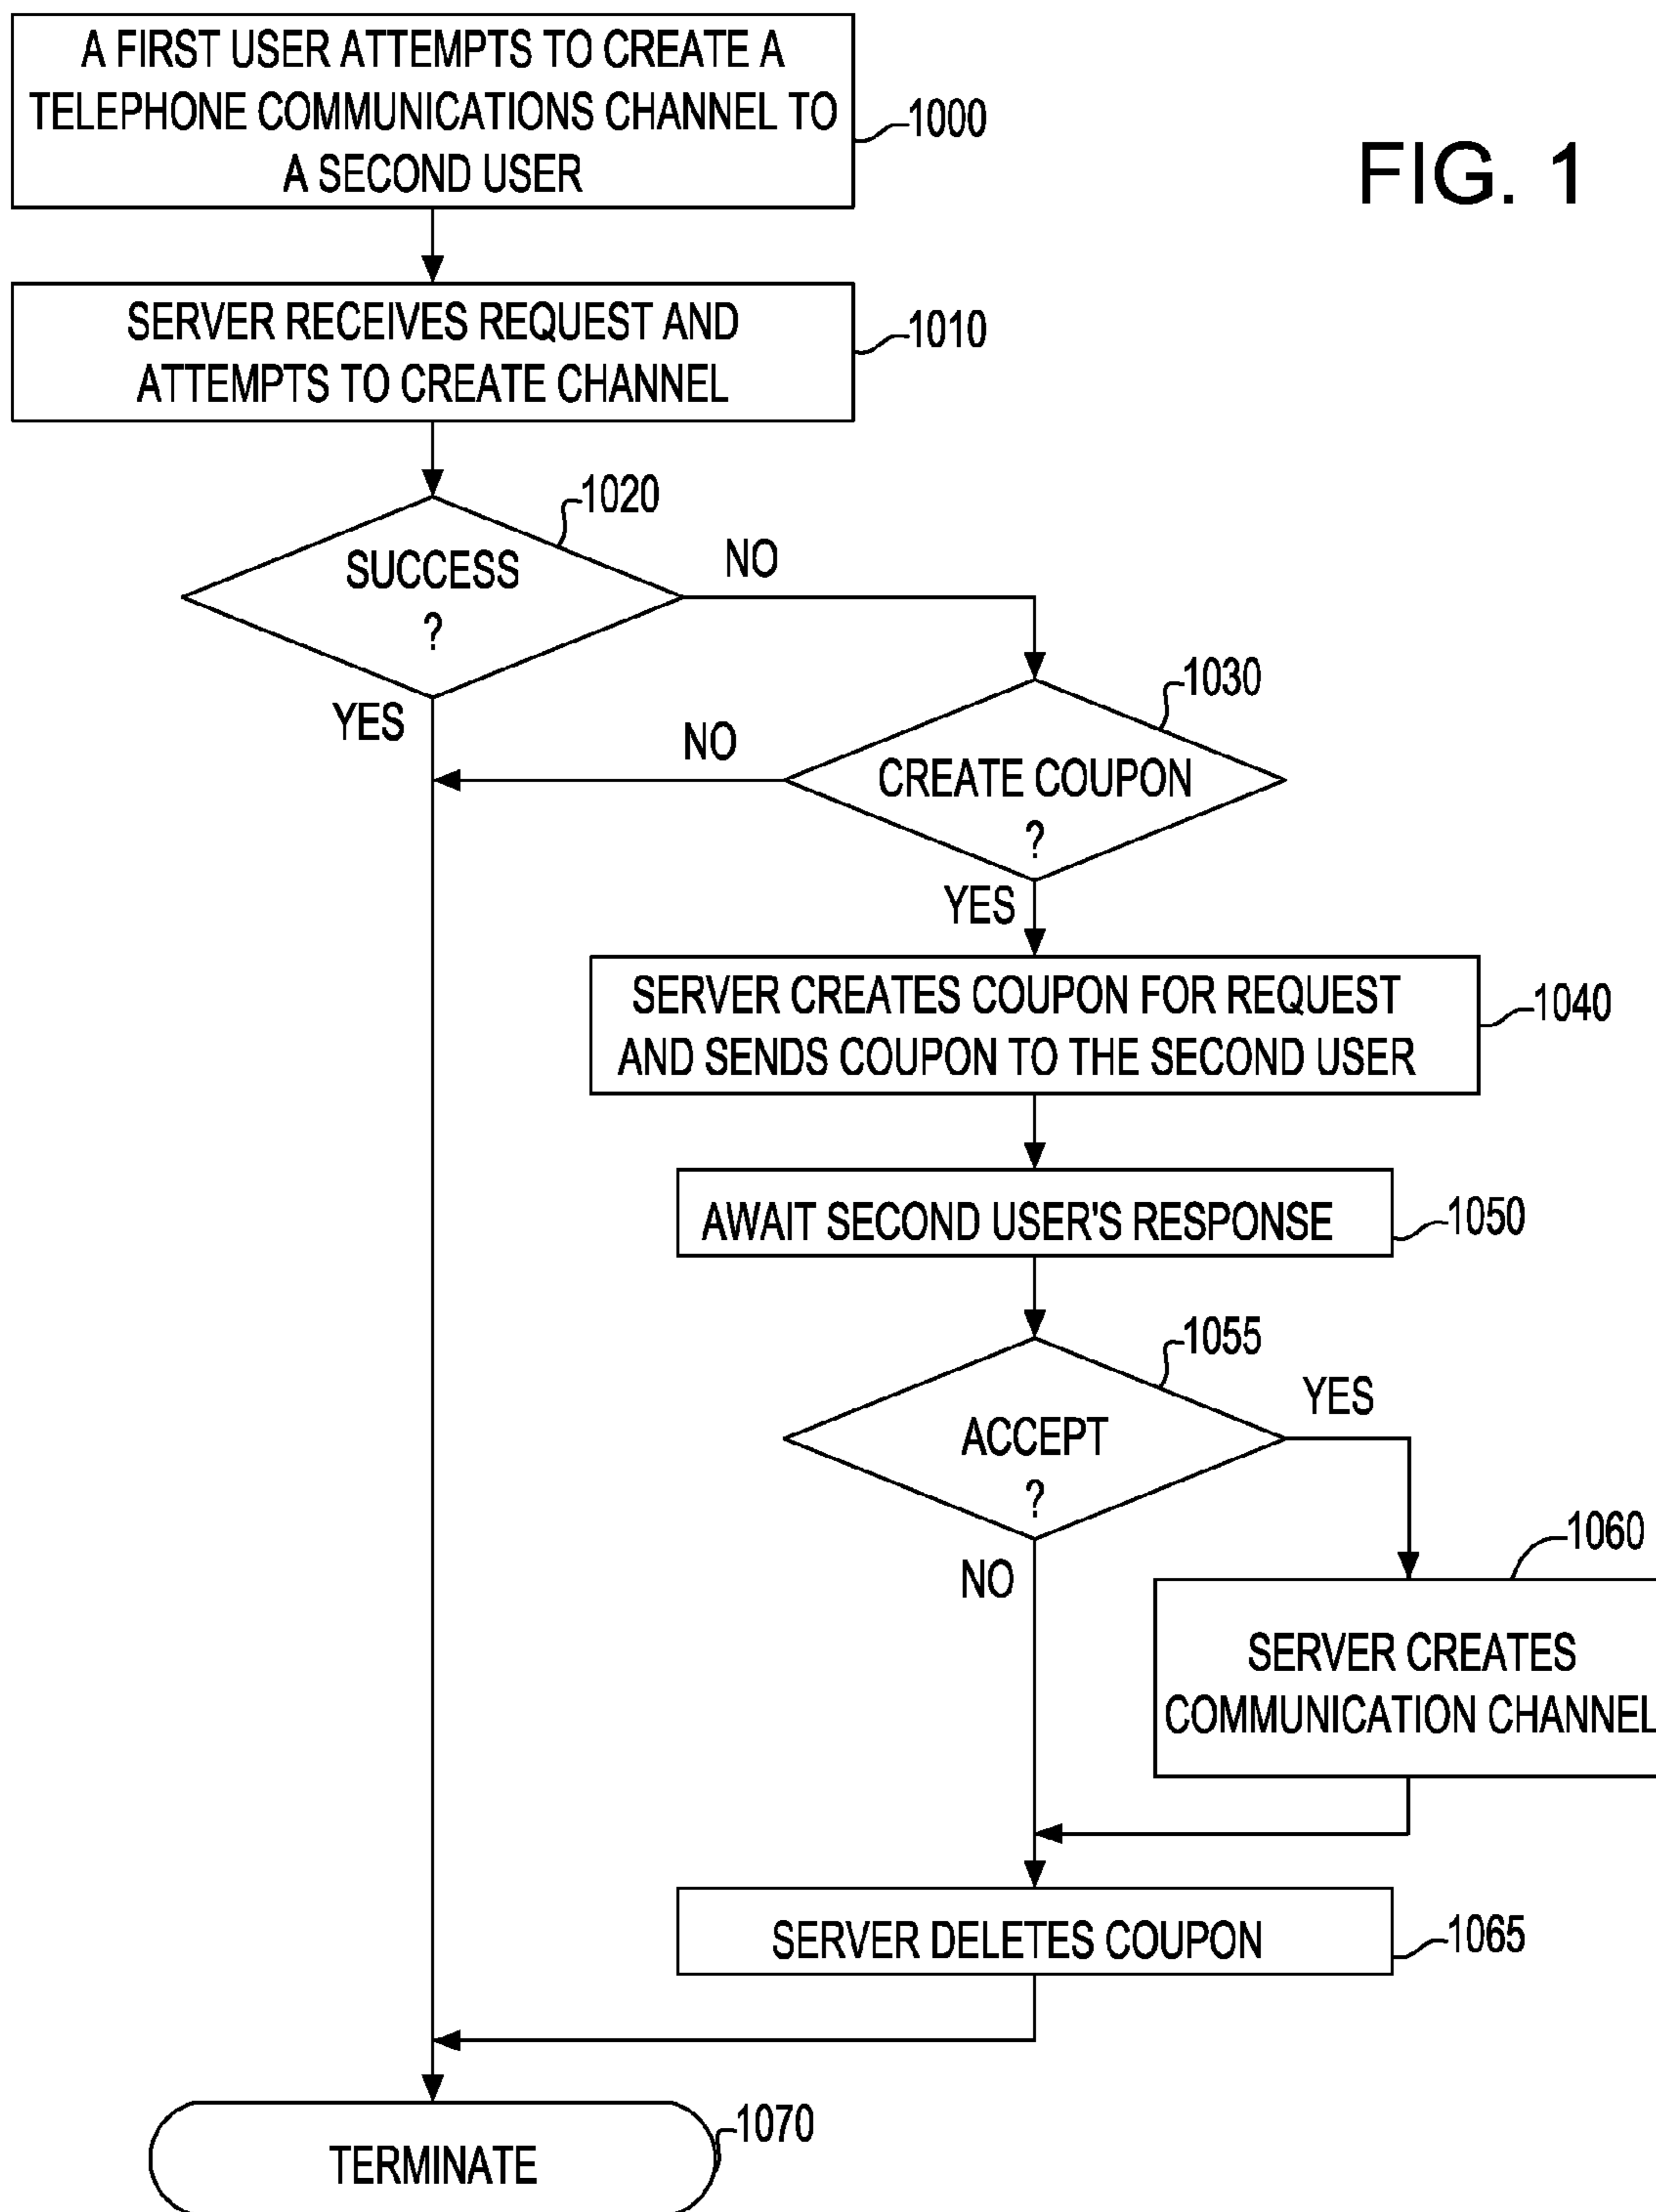 A FIRST USER ATTEMPTS TO CREATE A
TELEPHONE COMMUNICATIONS CHANNEL TO
A SECOND USER
1000
FIG. 1
SERVER RECEIVES REQUEST AND
ATTEMPTS TO CREATE CHANNEL
1010
1020
SUCCESS
?
NO
YES
1030
NO
CREATE COUPON
?
YES
SERVER CREATES COUPON FOR REQUEST
AND SENDS COUPON TO THE SECOND USER
1040
AWAIT SECOND USER'S RESPONSE
1050
1055
YES
ACCEPT
?
NO
1060
SERVER CREATES
COMMUNICATION CHANNEL
SERVER DELETES COUPON
1065
1070
TERMINATE